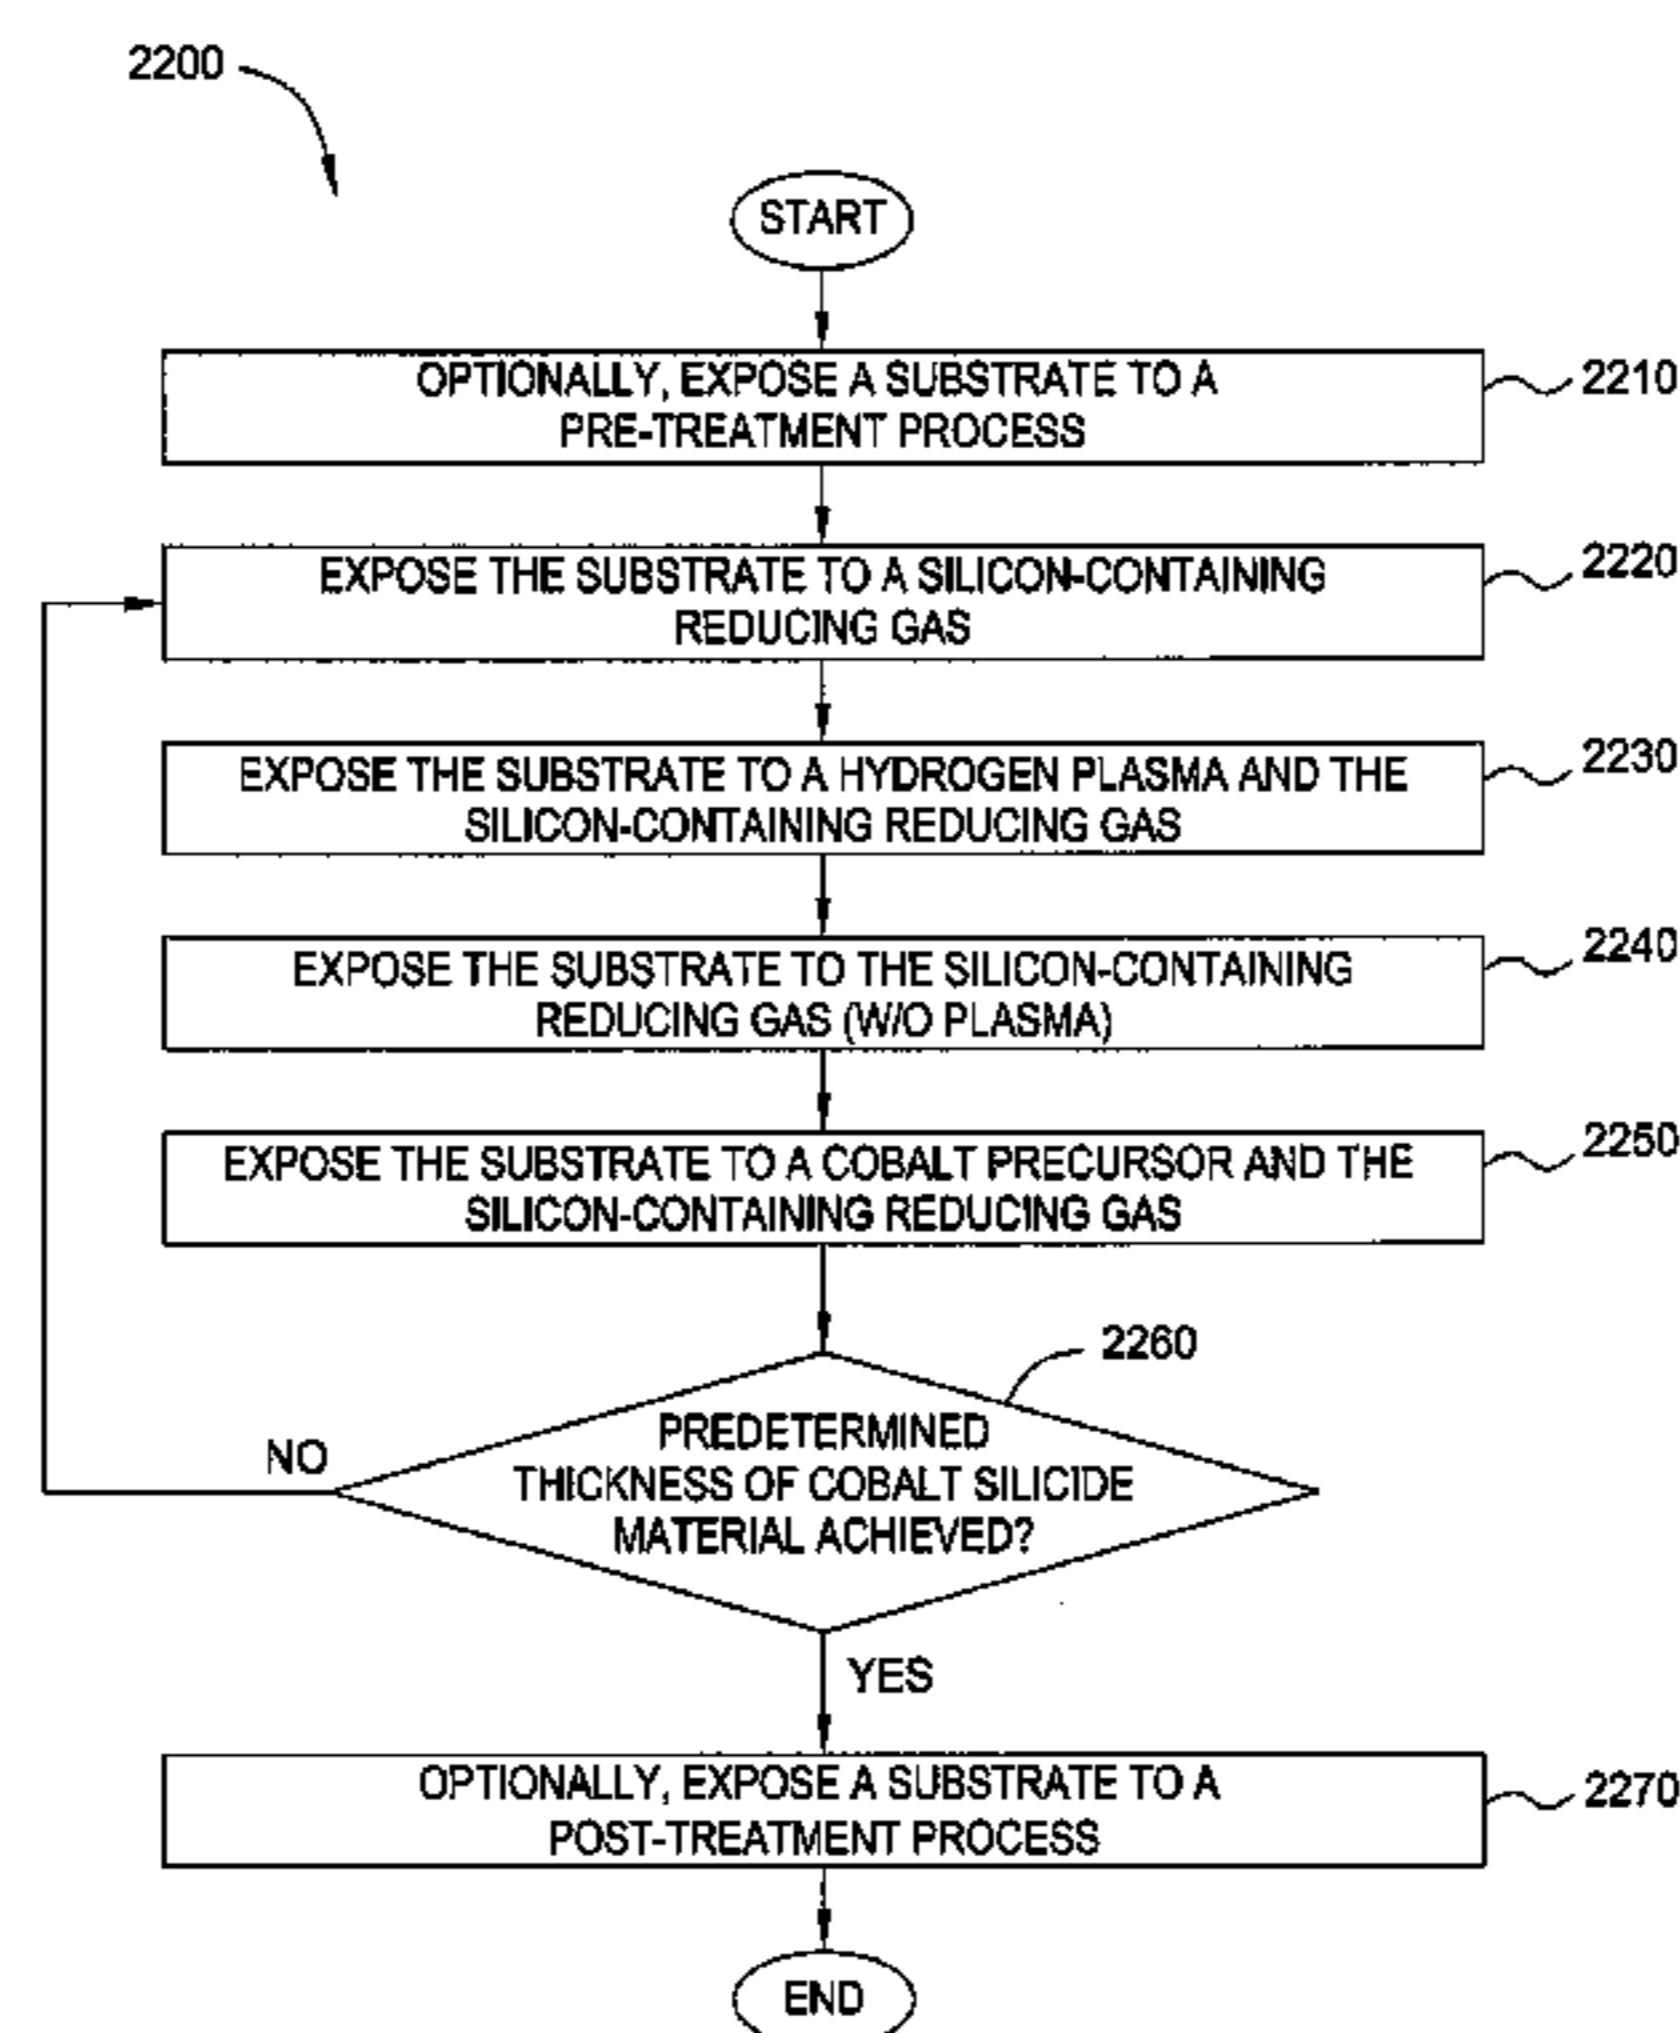 2200
START
OPTIONALLY, EXPOSE A SUBSTRATE TO A
PRE-TREATMENT PROCESS
2210
EXPOSE THE SUBSTRATE TO A SILICON-CONTAINING
REDUCING GAS
2220
EXPOSE THE SUBSTRATE TO A HYDROGEN PLASMA AND THE
SILICON-CONTAINING REDUCING GAS
2230
EXPOSE THE SUBSTRATE TO THE SILICON-CONTAINING
REDUCING GAS (W/O PLASMA)
2240
EXPOSE THE SUBSTRATE TO A COBALT PRECURSOR AND THE
SILICON-CONTAINING REDUCING GAS
2250
2260
PREDETERMINED
THICKNESS OF COBALT SILICIDE
MATERIAL ACHIEVED?
NO
YES
OPTIONALLY, EXPOSE A SUBSTRATE TO A
POST-TREATMENT PROCESS
2270
END